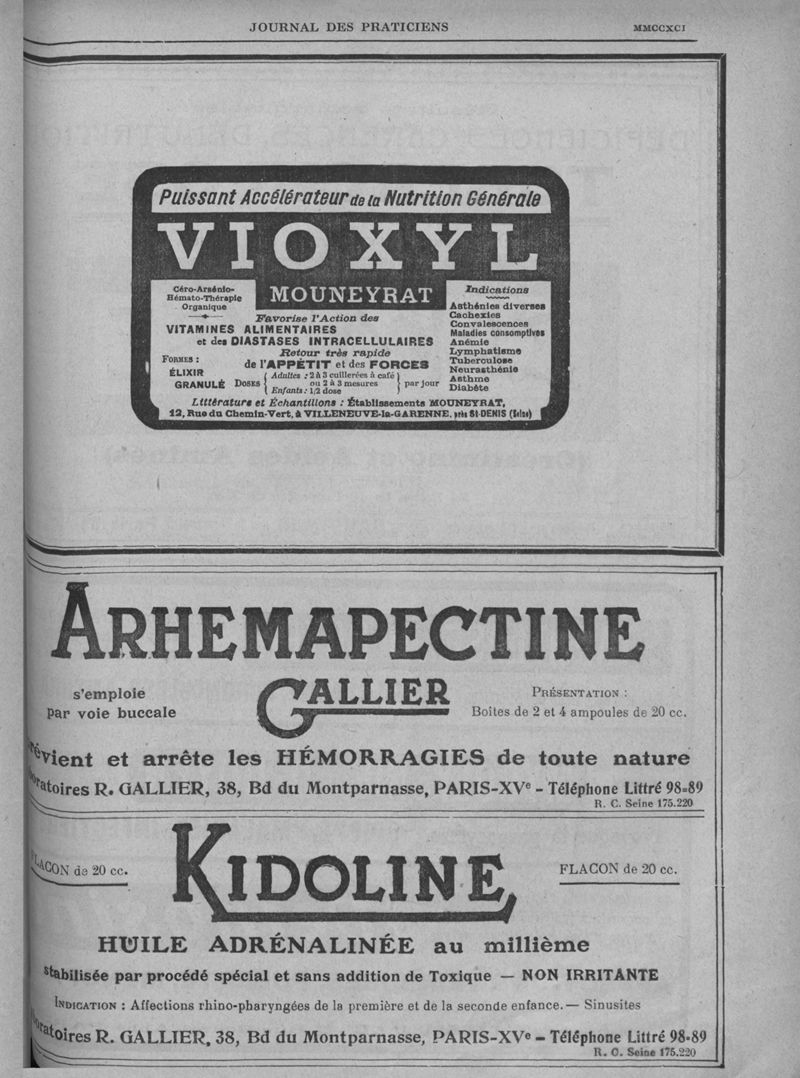 JOURNAL DES PRATICIENS
MMCCXCI
Puissant Accélérateur de la Nutrition Générale
VIOXYL
MOUNEYRAT
Céro-Arsénio-
Hémato-Thérapie
Organique
Favorise l'Action des
VITAMINES ALIMENTAIRES
et des DIASTASES INTRACELLULAIRES
Retour très rapide
de l'APPÉTIT et des FORCES
FORMES :
ÉLIXIR
GRANULÉ
DOSES
Adultes : 2 à 3 cuillerées à café
ou 2 à 3 mesures
Enfants : 1/2 dose
par jour
Indications
Asthénies diverses
Cachexies
Convalescences
Maladies consomptives
Anémie
Lymphatisme
Tuberculose
Neurasthénie
Asthme
Diabète
Littérature et Échantillons : Établissements MOUNEYRAT,
12, Rue du Chemin-Vert, à VILLENEUVE-la-GARENNE, près St-DENIS (Seine)
ARHEMAPECTINE
GALLIER
s'emploie
par voie buccale
PRÉSENTATION :
Boîtes de 2 et 4 ampoules de 20 cc.
révient et arrête les HÉMORRAGIES de toute nature
oratoires R. GALLIER, 38, Bd du Montparnasse, PARIS-XVe - Téléphone Littré 98-89
R. C. Seine 175.220
FLACON de 20 cc.
KIDOLINE
FLACON de 20 cc.
HUILE ADRÉNALINÉE au millième
stabilisée par procédé spécial et sans addition de Toxique — NON IRRITANTE
INDICATION : Affections rhino-pharyngées de la première et de la seconde enfance. — Sinusites
oratoires R. GALLIER, 38, Bd du Montparnasse, PARIS-XVe - Téléphone Littré 98-89
R. C. Seine 175.220